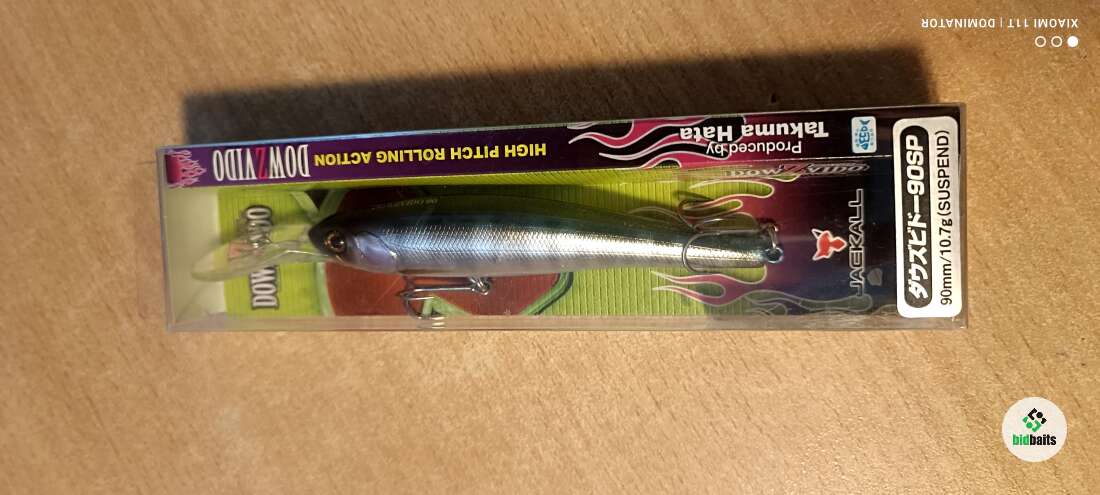 XIAOMI 11T | DOMINATOR
DOWZVIDO
HIGH PITCH ROLLING ACTION
Produced by
Takuma Hata
DOWZVIDO
JACKALL
ダウズビドー90SP
90mm/10.7g(SUSPEND)
bidbaits